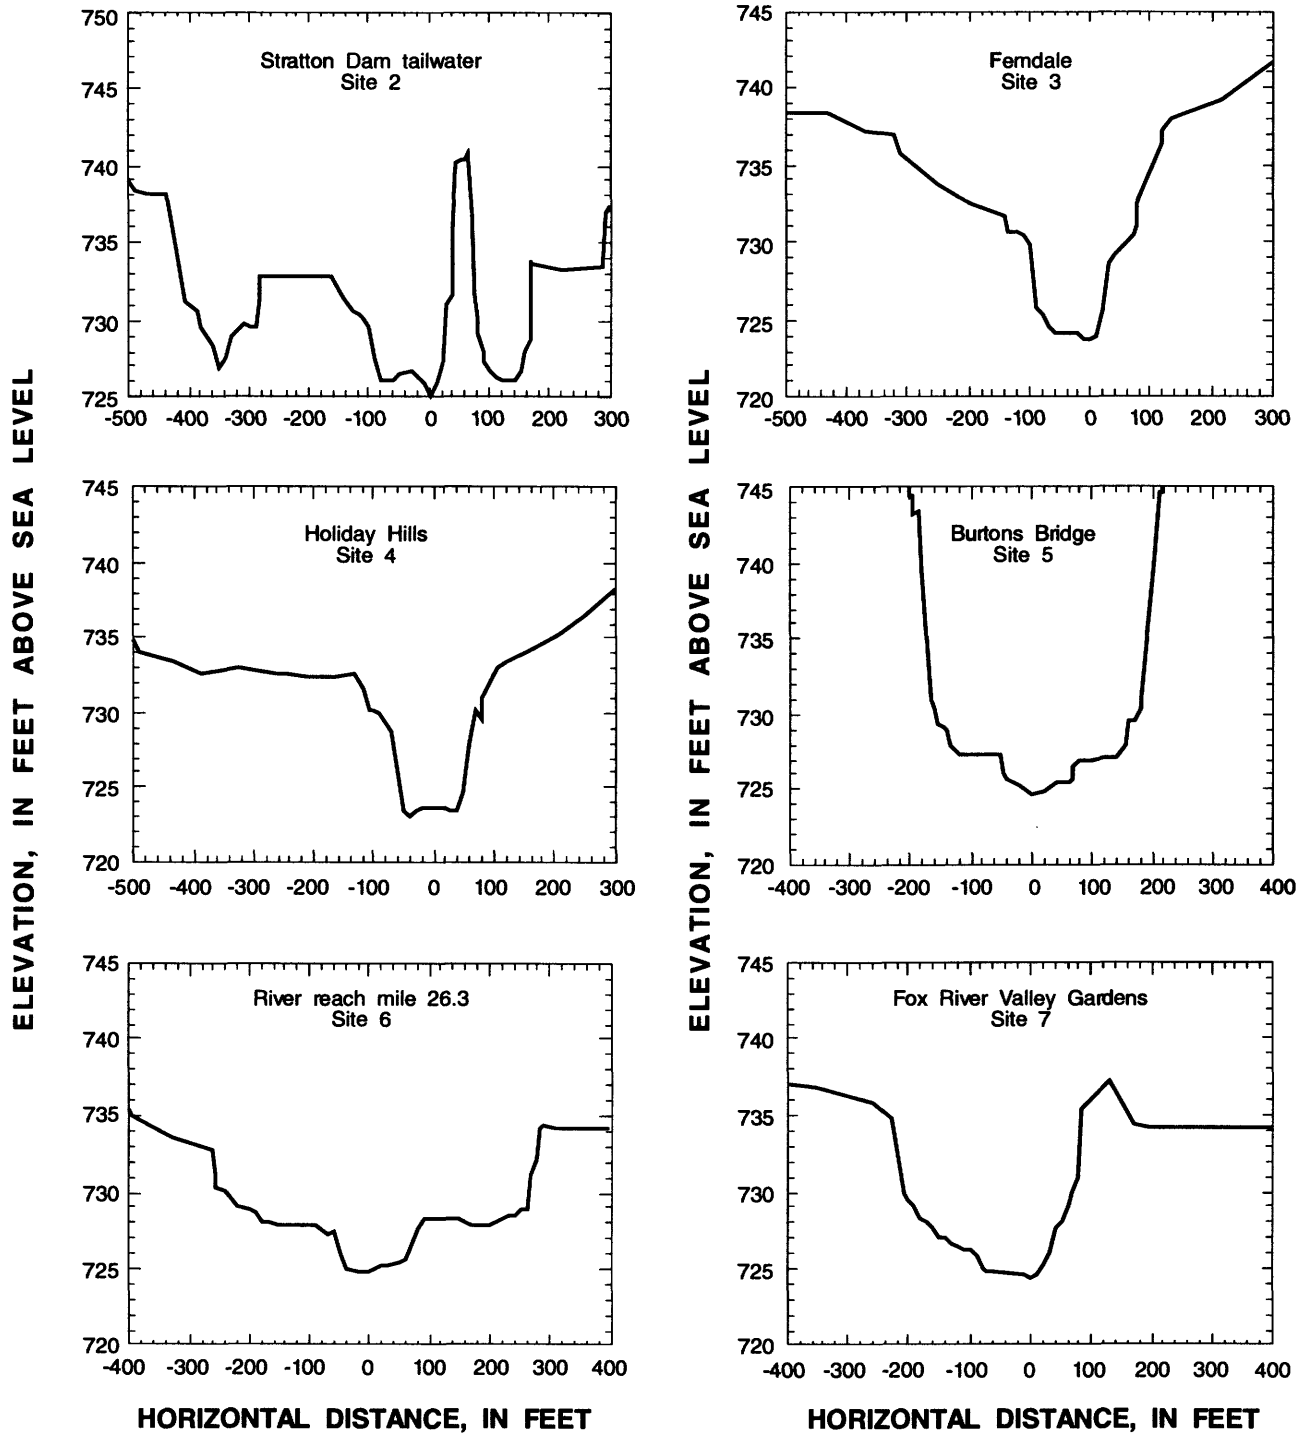 ELEVATION, IN FEET ABOVE SEA LEVEL
Stratton Dam tailwater
Site 2
750
745
740
735
730
725
-500 -400 -300 -200 -100 0 100 200 300
Ferndale
Site 3
745
740
735
730
725
720
-500 -400 -300 -200 -100 0 100 200 300
ELEVATION, IN FEET ABOVE SEA LEVEL
Holiday Hills
Site 4
745
740
735
730
725
720
-500 -400 -300 -200 -100 0 100 200 300
Burtons Bridge
Site 5
745
740
735
730
725
720
-400 -300 -200 -100 0 100 200 300 400
River reach mile 26.3
Site 6
745
740
735
730
725
720
-400 -300 -200 -100 0 100 200 300 400
Fox River Valley Gardens
Site 7
745
740
735
730
725
720
-400 -300 -200 -100 0 100 200 300 400
HORIZONTAL DISTANCE, IN FEET
HORIZONTAL DISTANCE, IN FEET